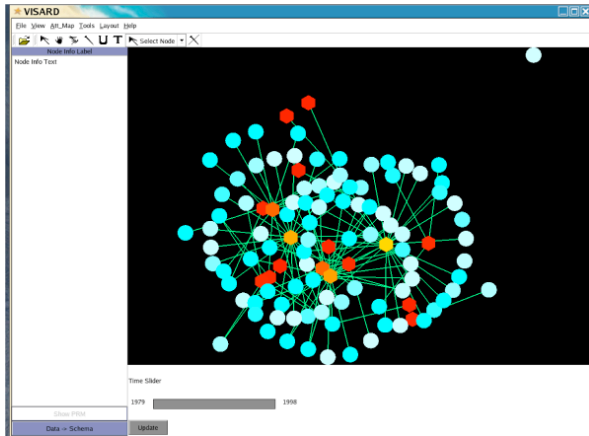 VISARD
File View Att_Map Tools Layout Help
T Select Node
Node Info Label
Node Info Text
Time Slider
1979 1998
Show PRM
Data - Schema Update